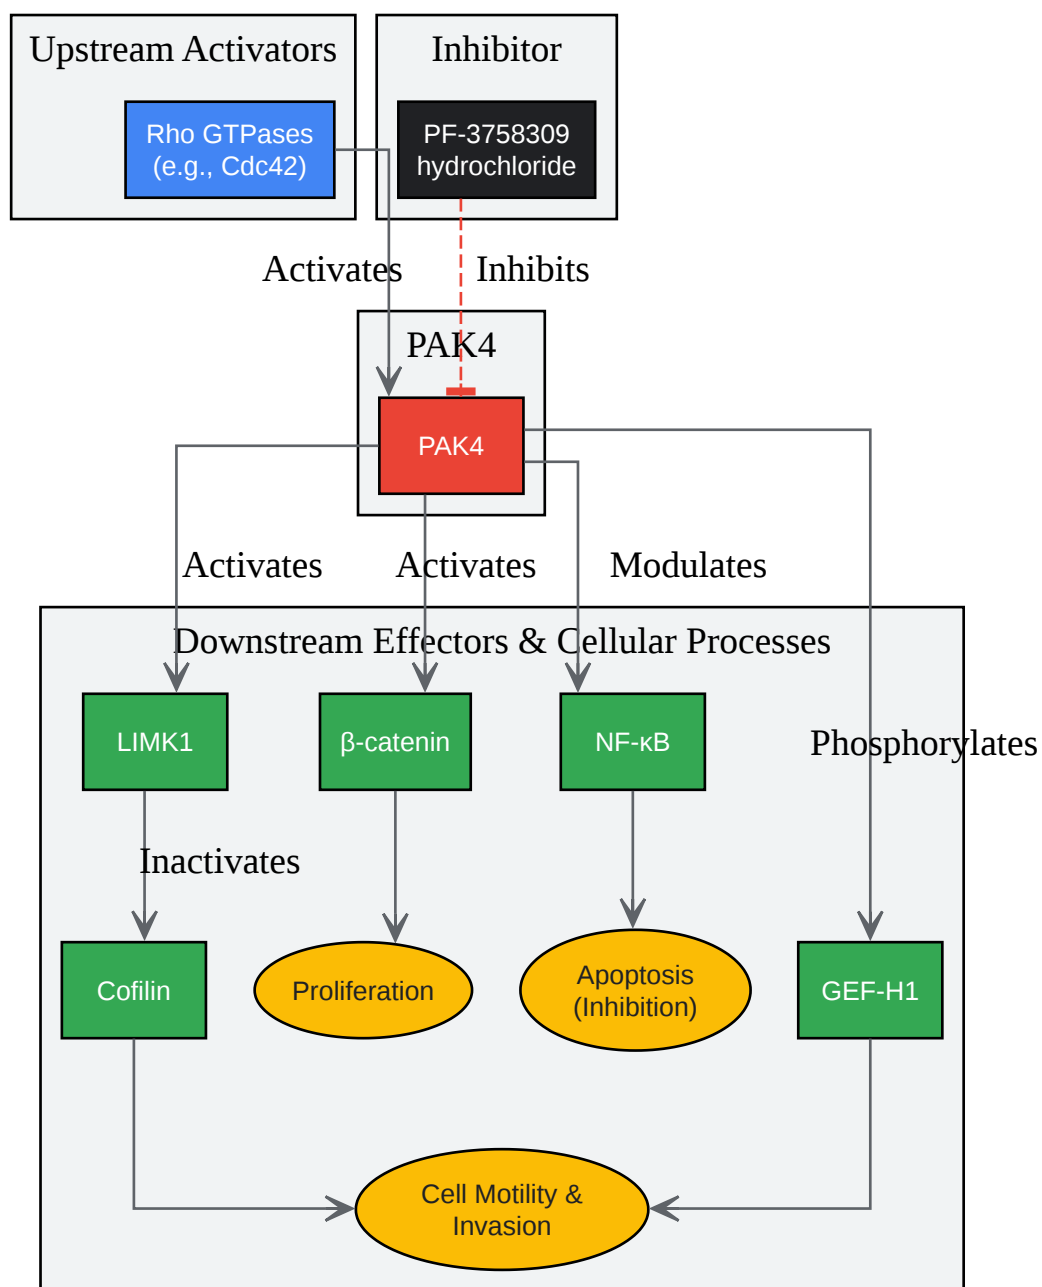 Upstream Activators
Inhibitor
Rho GTPases
(e.g., Cdc42)
PF-3758309
hydrochloride
Activates
Inhibits
PAK4
PAK4
Activates
Activates
Modulates
Downstream Effectors & Cellular Processes
LIMK1
β-catenin
NF-κB
Phosphorylates
Inactivates
Cofilin
Proliferation
Apoptosis
(Inhibition)
GEF-H1
Cell Motility &
Invasion